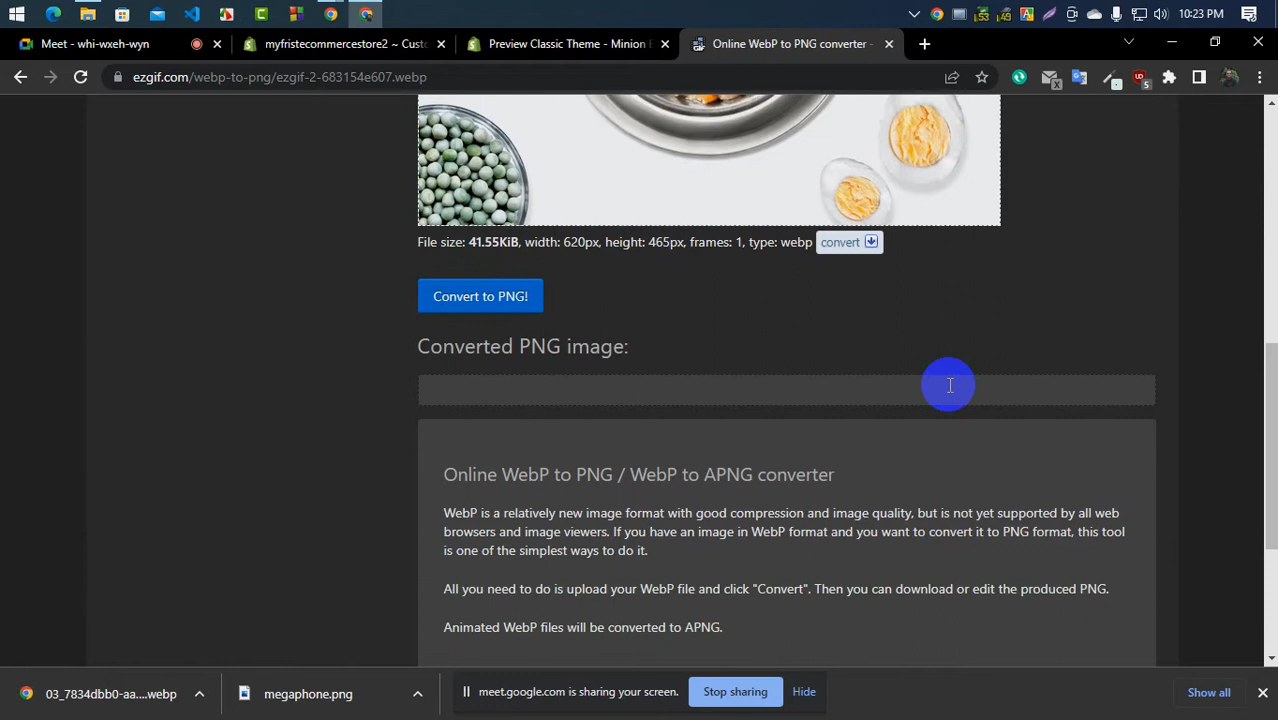 10:23 PM
Meet - whi-wxeh-wyn
myfristecommercestore2 ~ Cust
Preview Classic Theme - Minion E
Online WebP to PNG converter -
ezgif.com/webp-to-png/ezgif-2-683154e607.webp
File size: 41.55KiB, width: 620px, height: 465px, frames: 1, type: webp
convert
Convert to PNG!
Converted PNG image:
Online WebP to PNG / WebP to APNG converter
WebP is a relatively new image format with good compression and image quality, but is not yet supported by all web
browsers and image viewers. If you have an image in WebP format and you want to convert it to PNG format, this tool
is one of the simplest ways to do it.
All you need to do is upload your WebP file and click "Convert". Then you can download or edit the produced PNG.
Animated WebP files will be converted to APNG.
03_7834dbb0-aa....webp
megaphone.png
meet.google.com is sharing your screen.
Stop sharing
Hide
Show all